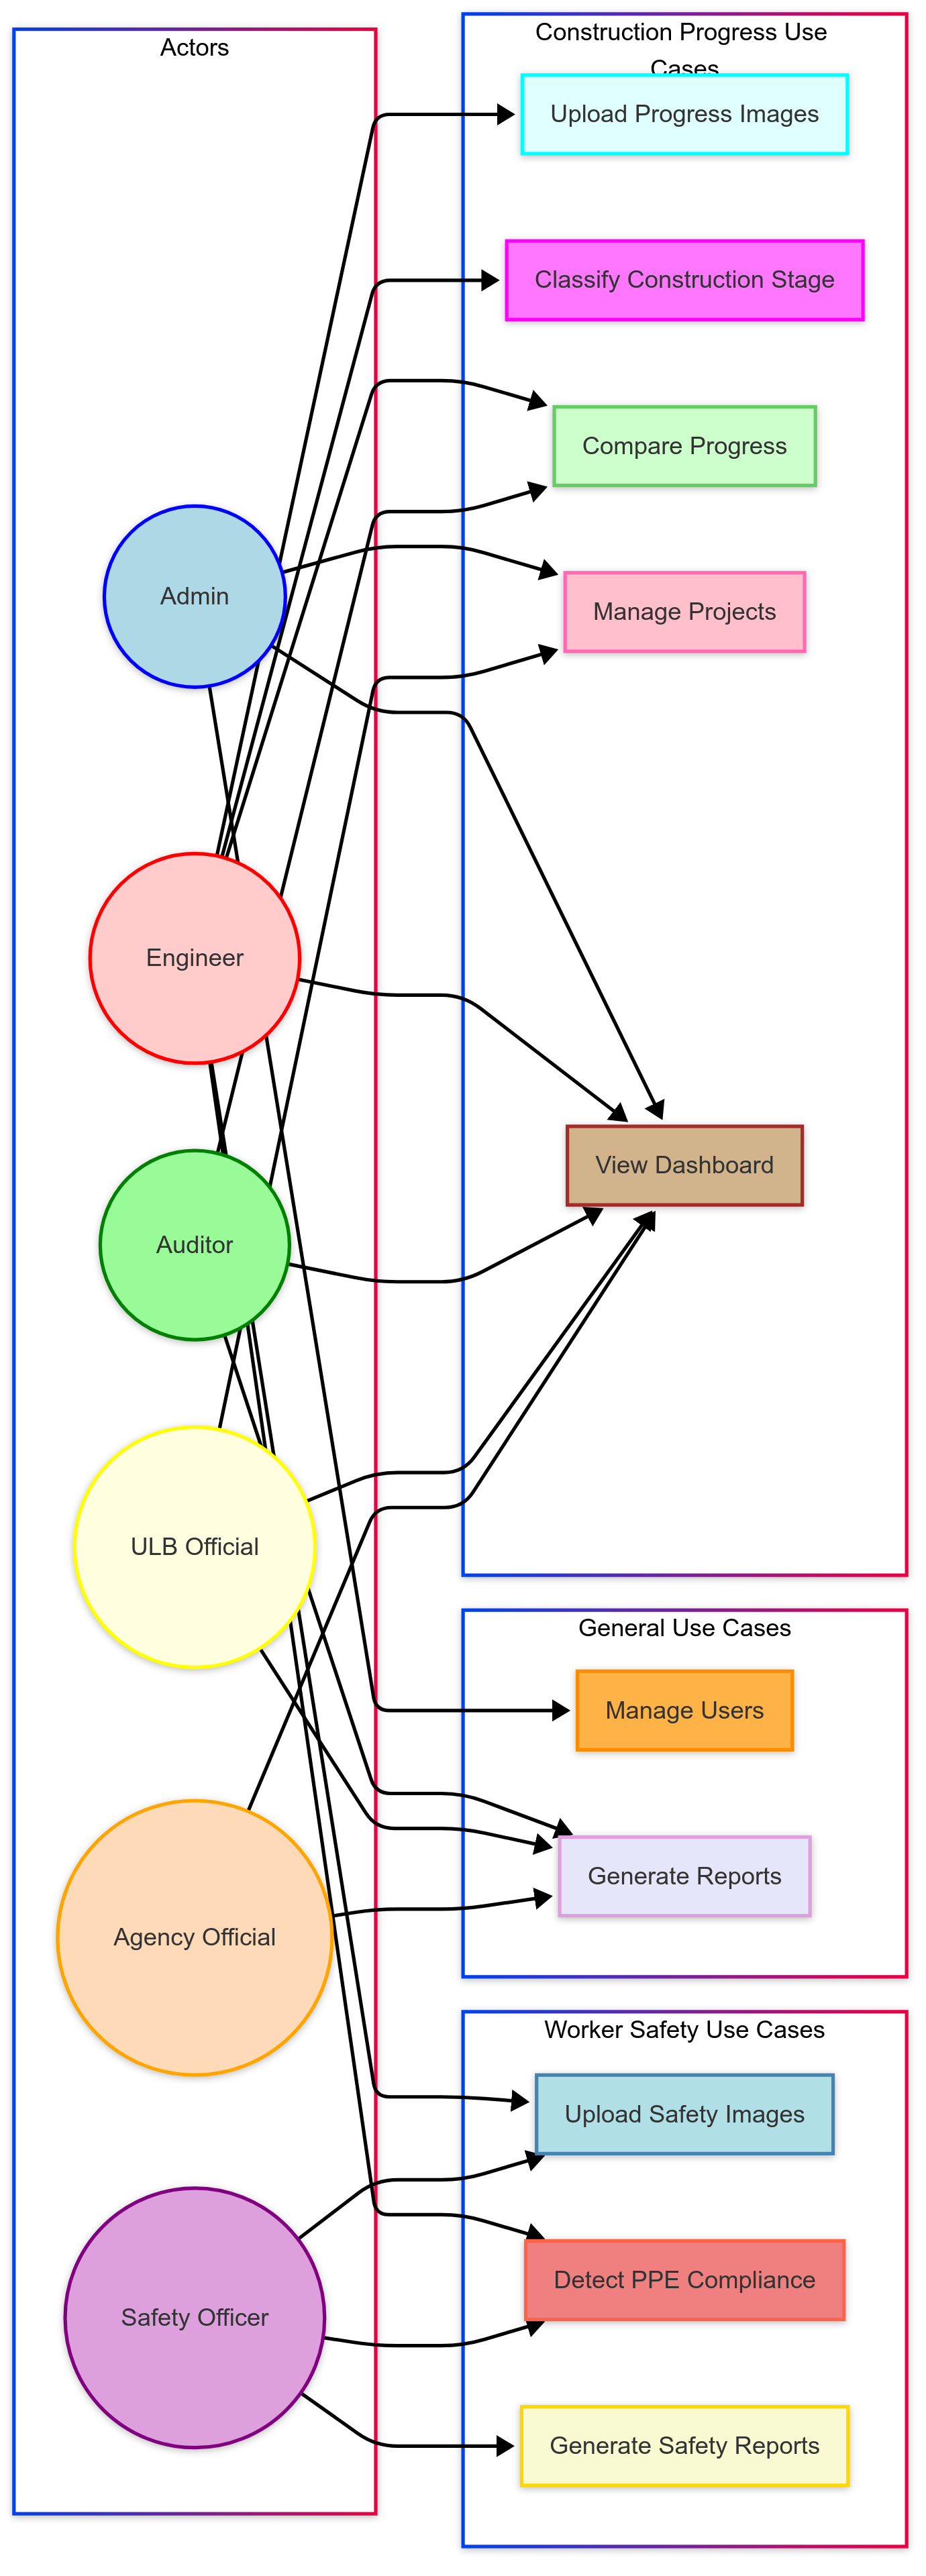 Actors
Admin
Engineer
Auditor
ULB Official
Agency Official
Safety Officer
Construction Progress Use
Cases
Upload Progress Images
Classify Construction Stage
Compare Progress
Manage Projects
View Dashboard
General Use Cases
Manage Users
Generate Reports
Worker Safety Use Cases
Upload Safety Images
Detect PPE Compliance
Generate Safety Reports